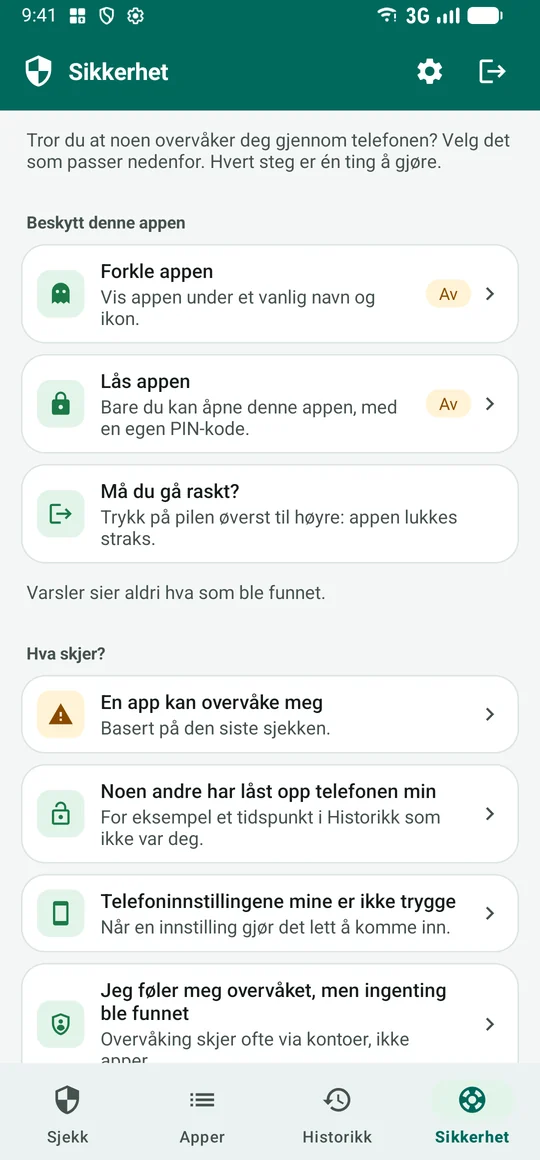 9:41
3G
Sikkerhet
Tror du at noen overvåker deg gjennom telefonen? Velg det
som passer nedenfor. Hvert steg er én ting å gjøre.
Beskytt denne appen
Forkle appen
Vis appen under et vanlig navn og
ikon.
Av
Lås appen
Bare du kan åpne denne appen, med
en egen PIN-kode.
Av
Må du gå raskt?
Trykk på pilen øverst til høyre: appen lukkes
straks.
Varsler sier aldri hva som ble funnet.
Hva skjer?
En app kan overvåke meg
Basert på den siste sjekken.
Noen andre har låst opp telefonen min
For eksempel et tidspunkt i Historikk som
ikke var deg.
Telefoninnstillingene mine er ikke trygge
Når en innstilling gjør det lett å komme inn.
Jeg føler meg overvåket, men ingenting
ble funnet
Overvåking skjer ofte via kontoer, ikke
apper.
Sjekk
Apper
Historikk
Sikkerhet